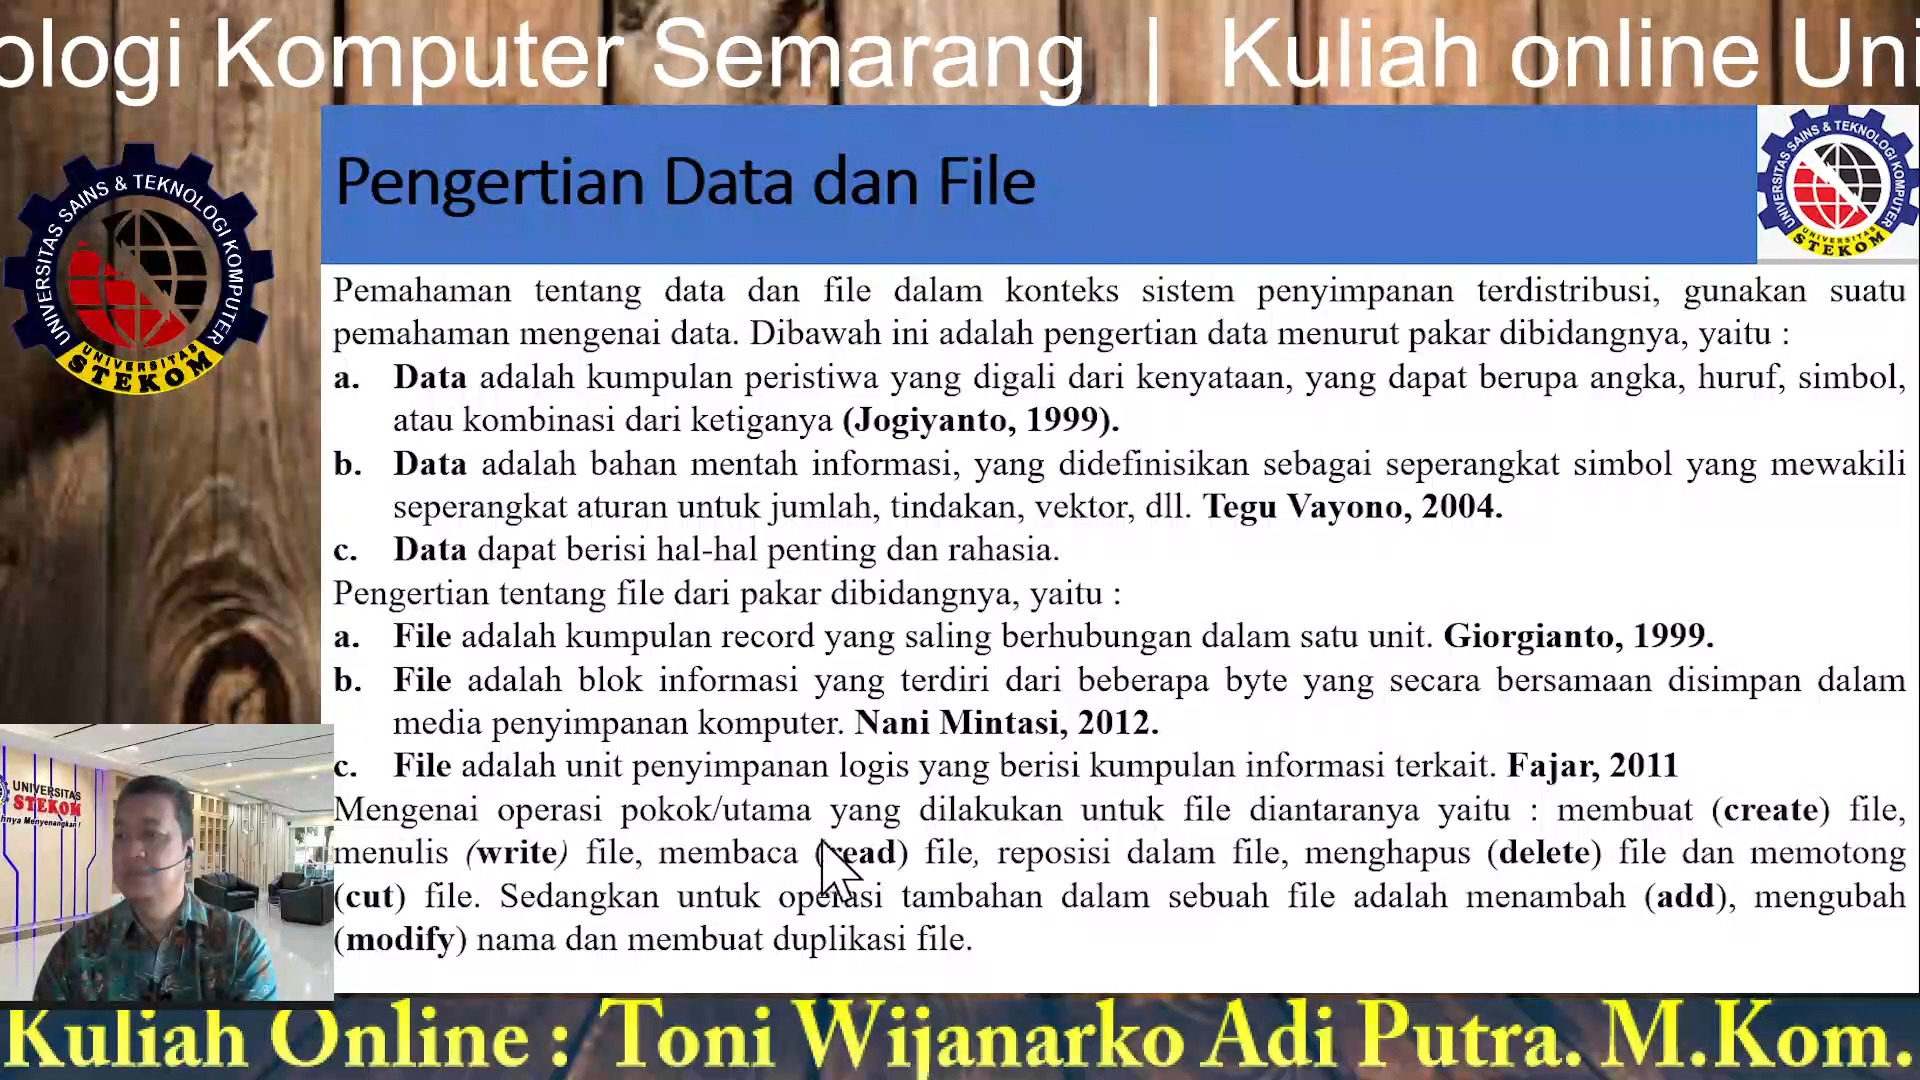 ologi Komputer Semarang | Kuliah online Uni
Pengertian Data dan File
UNIVERSITAS SAINS & TEKNOLOGI KOMPUTER
UNIVERSITAS
STEKOM
UNIVERSITAS SAINS & TEKNOLOGI KOMPUTER
UNIVERSITAS
STEKOM
Pemahaman tentang data dan file dalam konteks sistem penyimpanan terdistribusi, gunakan suatu
pemahaman mengenai data. Dibawah ini adalah pengertian data menurut pakar dibidangnya, yaitu :
a. Data adalah kumpulan peristiwa yang digali dari kenyataan, yang dapat berupa angka, huruf, simbol,
atau kombinasi dari ketiganya (Jogiyanto, 1999).
b. Data adalah bahan mentah informasi, yang didefinisikan sebagai seperangkat simbol yang mewakili
seperangkat aturan untuk jumlah, tindakan, vektor, dll. Tegu Vayono, 2004.
c. Data dapat berisi hal-hal penting dan rahasia.
Pengertian tentang file dari pakar dibidangnya, yaitu :
a. File adalah kumpulan record yang saling berhubungan dalam satu unit. Giorgianto, 1999.
b. File adalah blok informasi yang terdiri dari beberapa byte yang secara bersamaan disimpan dalam
media penyimpanan komputer. Nani Mintasi, 2012.
c. File adalah unit penyimpanan logis yang berisi kumpulan informasi terkait. Fajar, 2011
Mengenai operasi pokok/utama yang dilakukan untuk file diantaranya yaitu : membuat (create) file,
menulis (write) file, membaca (read) file, reposisi dalam file, menghapus (delete) file dan memotong
(cut) file. Sedangkan untuk operasi tambahan dalam sebuah file adalah menambah (add), mengubah
(modify) nama dan membuat duplikasi file.
UNIVERSITAS
STEKOM
hnya Menyenangkan !
Kuliah Online : Toni Wijanarko Adi Putra. M.Kom.